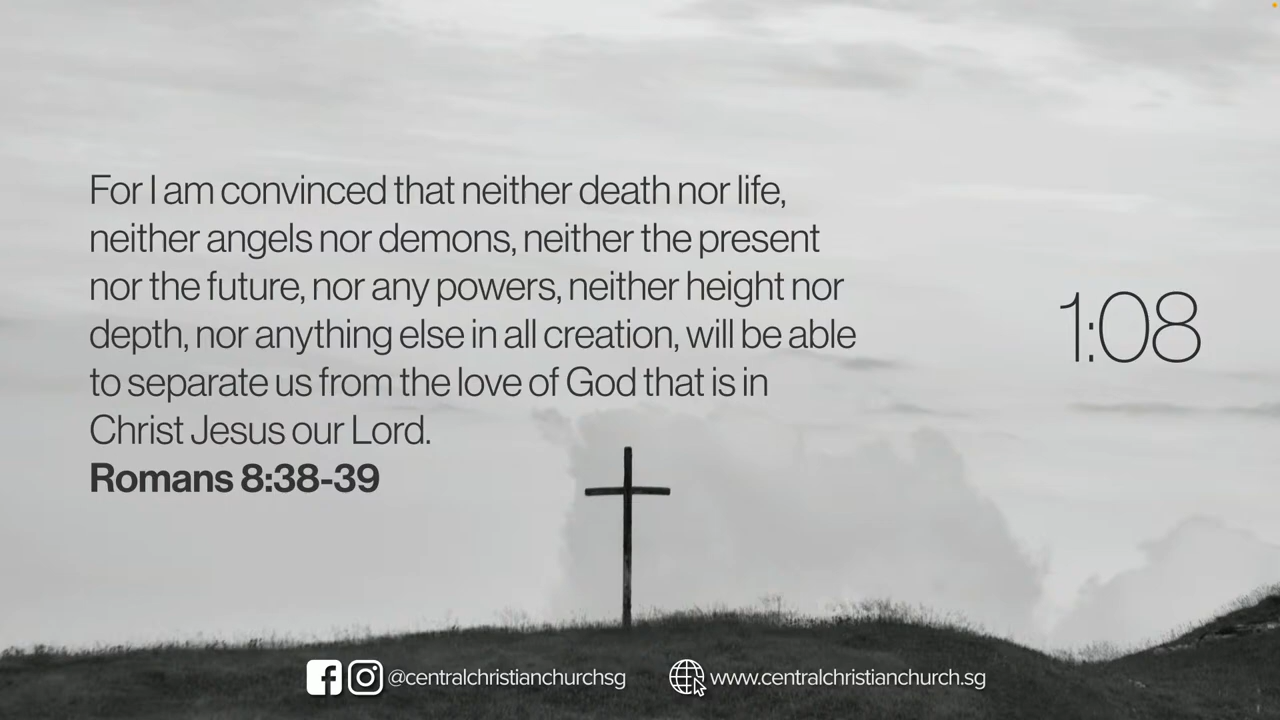 For I am convinced that neither death nor life,
neither angels nor demons, neither the present
nor the future, nor any powers, neither height nor
depth, nor anything else in all creation, will be able
to separate us from the love of God that is in
Christ Jesus our Lord.
Romans 8:38-39
1:08
@centralchristianchurchsg
www.centralchristianchurch.sg